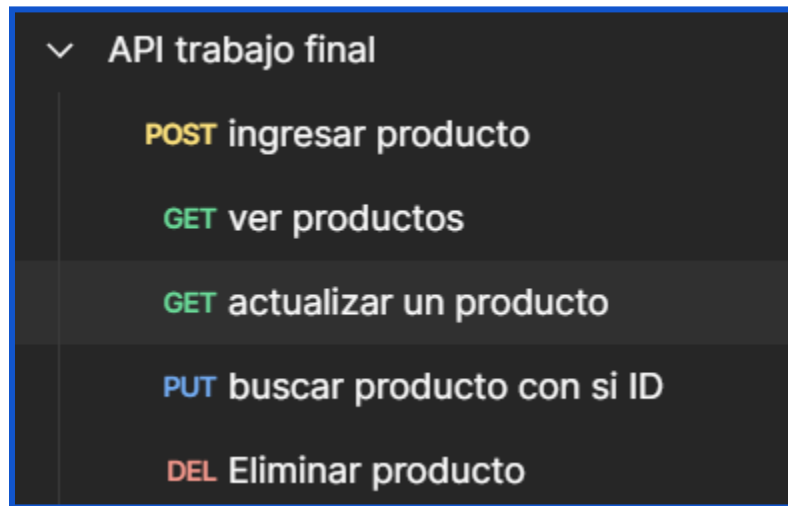 API trabajo final
POST ingresar producto
GET ver productos
GET actualizar un producto
PUT buscar producto con si ID
DEL Eliminar producto